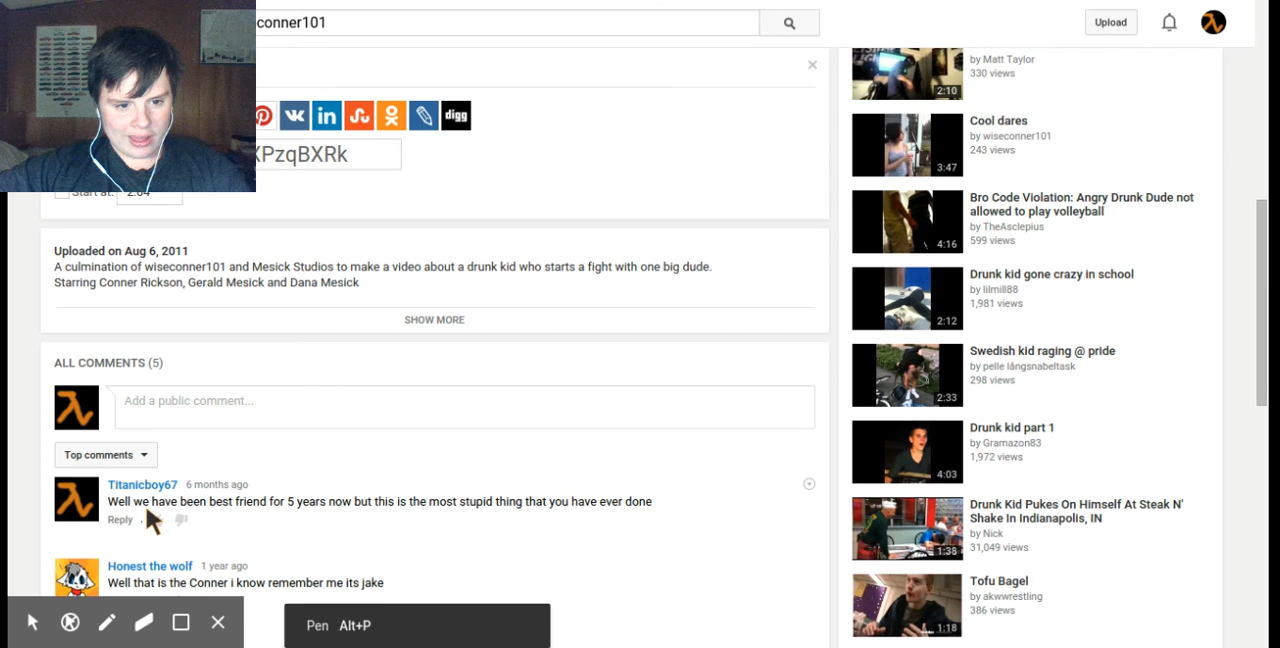 conner101
Upload
digg
XPzqBXRk
Start at: 2:04
Uploaded on Aug 6, 2011
A culmination of wiseconner101 and Mesick Studios to make a video about a drunk kid who starts a fight with one big dude.
Starring Conner Rickson, Gerald Mesick and Dana Mesick
SHOW MORE
ALL COMMENTS (5)
Add a public comment...
Top comments
Titanicboy67 6 months ago
Well we have been best friend for 5 years now but this is the most stupid thing that you have ever done
Reply
Honest the wolf 1 year ago
Well that is the Conner i know remember me its jake
Pen Alt+P
by Matt Taylor
330 views
2:10
Cool dares
by wiseconner101
243 views
3:47
Bro Code Violation: Angry Drunk Dude not
allowed to play volleyball
by TheAsclepius
599 views
4:16
Drunk kid gone crazy in school
by lilmill88
1,981 views
2:12
Swedish kid raging @ pride
by pelle långsnabeltask
298 views
2:33
Drunk kid part 1
by Gramazon83
1,972 views
4:03
Drunk Kid Pukes On Himself At Steak N'
Shake In Indianapolis, IN
by Nick
31,049 views
1:38
Tofu Bagel
by akwwrestling
386 views
1:18